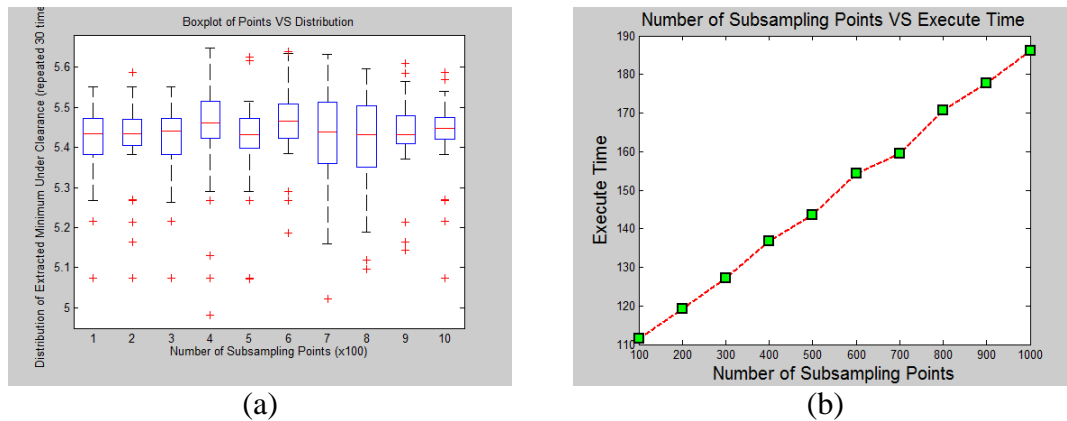 Boxplot of Points VS Distribution
Distribution of Extracted Minimum Under Clearance (repeated 30 time
5.6
5.5
5.4
5.3
5.2
5.1
5
1 2 3 4 5 6 7 8 9 10
Number of Subsampling Points (x100)
(a)
Number of Subsampling Points VS Execute Time
Execute Time
190
180
170
160
150
140
130
120
110
100 200 300 400 500 600 700 800 900 1000
Number of Subsampling Points
(b)